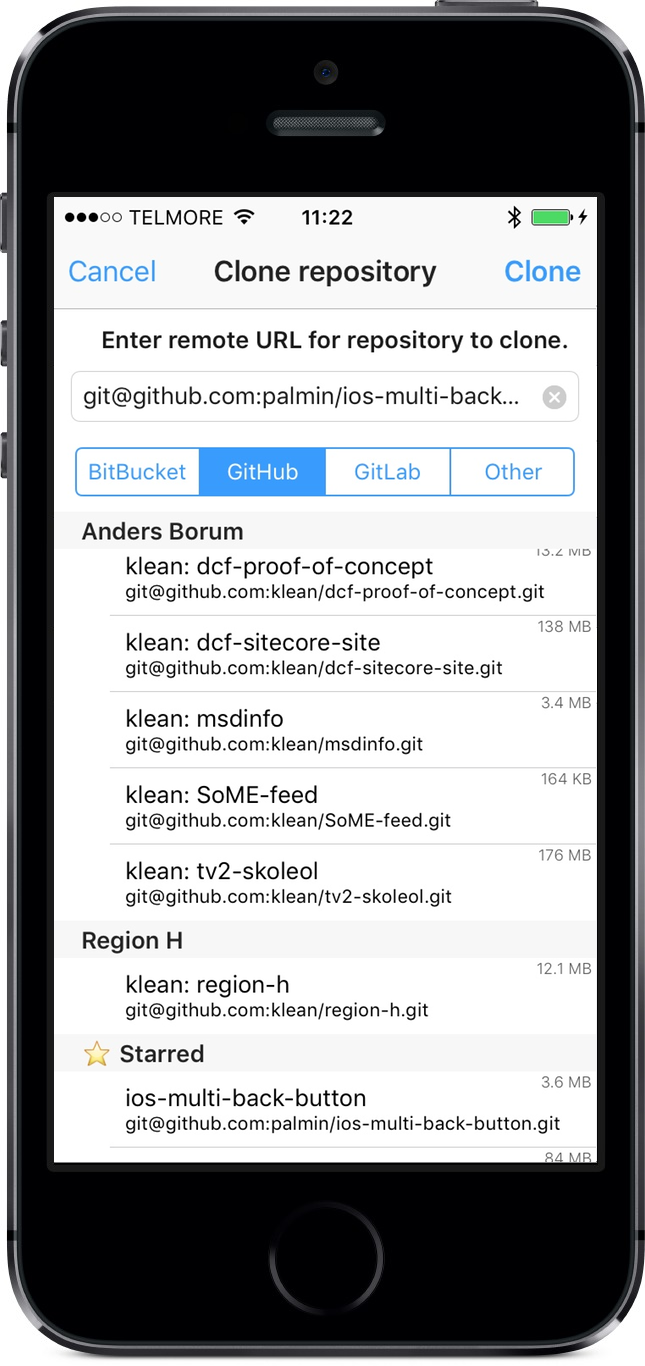 TELMORE 11:22
Cancel Clone repository Clone
Enter remote URL for repository to clone.
git@github.com:palmin/ios-multi-back...
BitBucket GitHub GitLab Other
Anders Borum
13.2 MB
klean: dcf-proof-of-concept
git@github.com:klean/dcf-proof-of-concept.git
138 MB
klean: dcf-sitecore-site
git@github.com:klean/dcf-sitecore-site.git
3.4 MB
klean: msdinfo
git@github.com:klean/msdinfo.git
164 KB
klean: SoME-feed
git@github.com:klean/SoME-feed.git
176 MB
klean: tv2-skoleol
git@github.com:klean/tv2-skoleol.git
Region H
12.1 MB
klean: region-h
git@github.com:klean/region-h.git
Starred
3.6 MB
ios-multi-back-button
git@github.com:palmin/ios-multi-back-button.git
84 MB